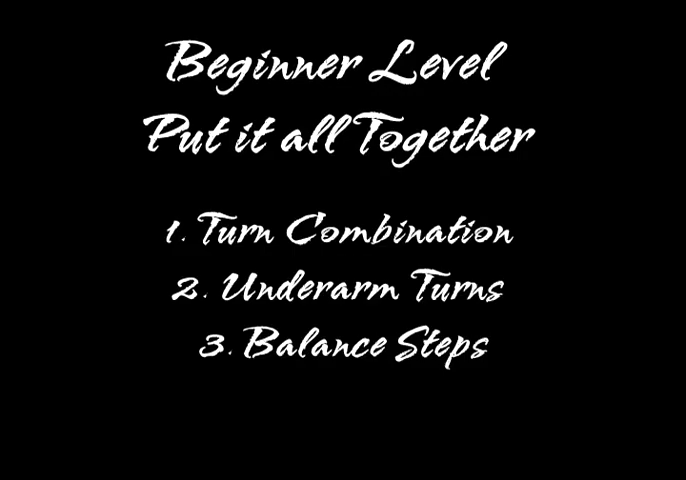 Beginner Level
Put it all Together
1. Turn Combination
2. Underarm Turns
3. Balance Steps